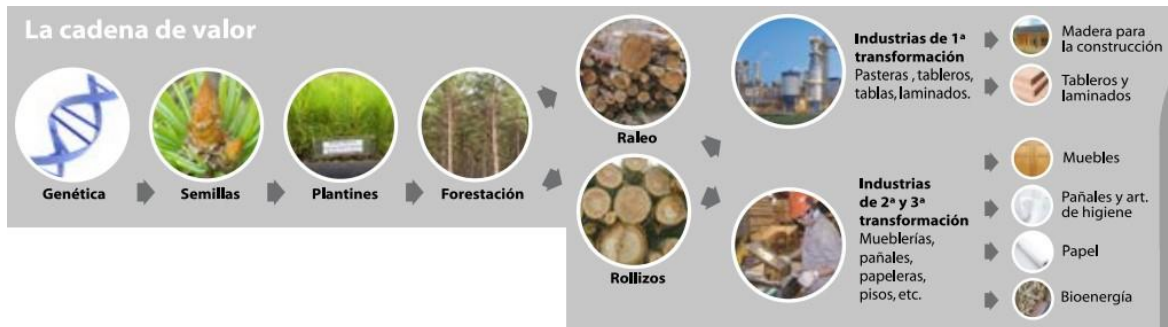 La cadena de valor
Genética
Semillas
Plantines
Forestación
Raleo
Rollizos
Industrias de 1ª
transformación
Pasteras , tableros,
tablas, laminados.
Madera para
la construcción
Tableros y
laminados
Industrias
de 2ª y 3ª
transformación
Mueblerías,
pañales,
papeleras,
pisos, etc.
Muebles
Pañales y art.
de higiene
Papel
Bioenergía